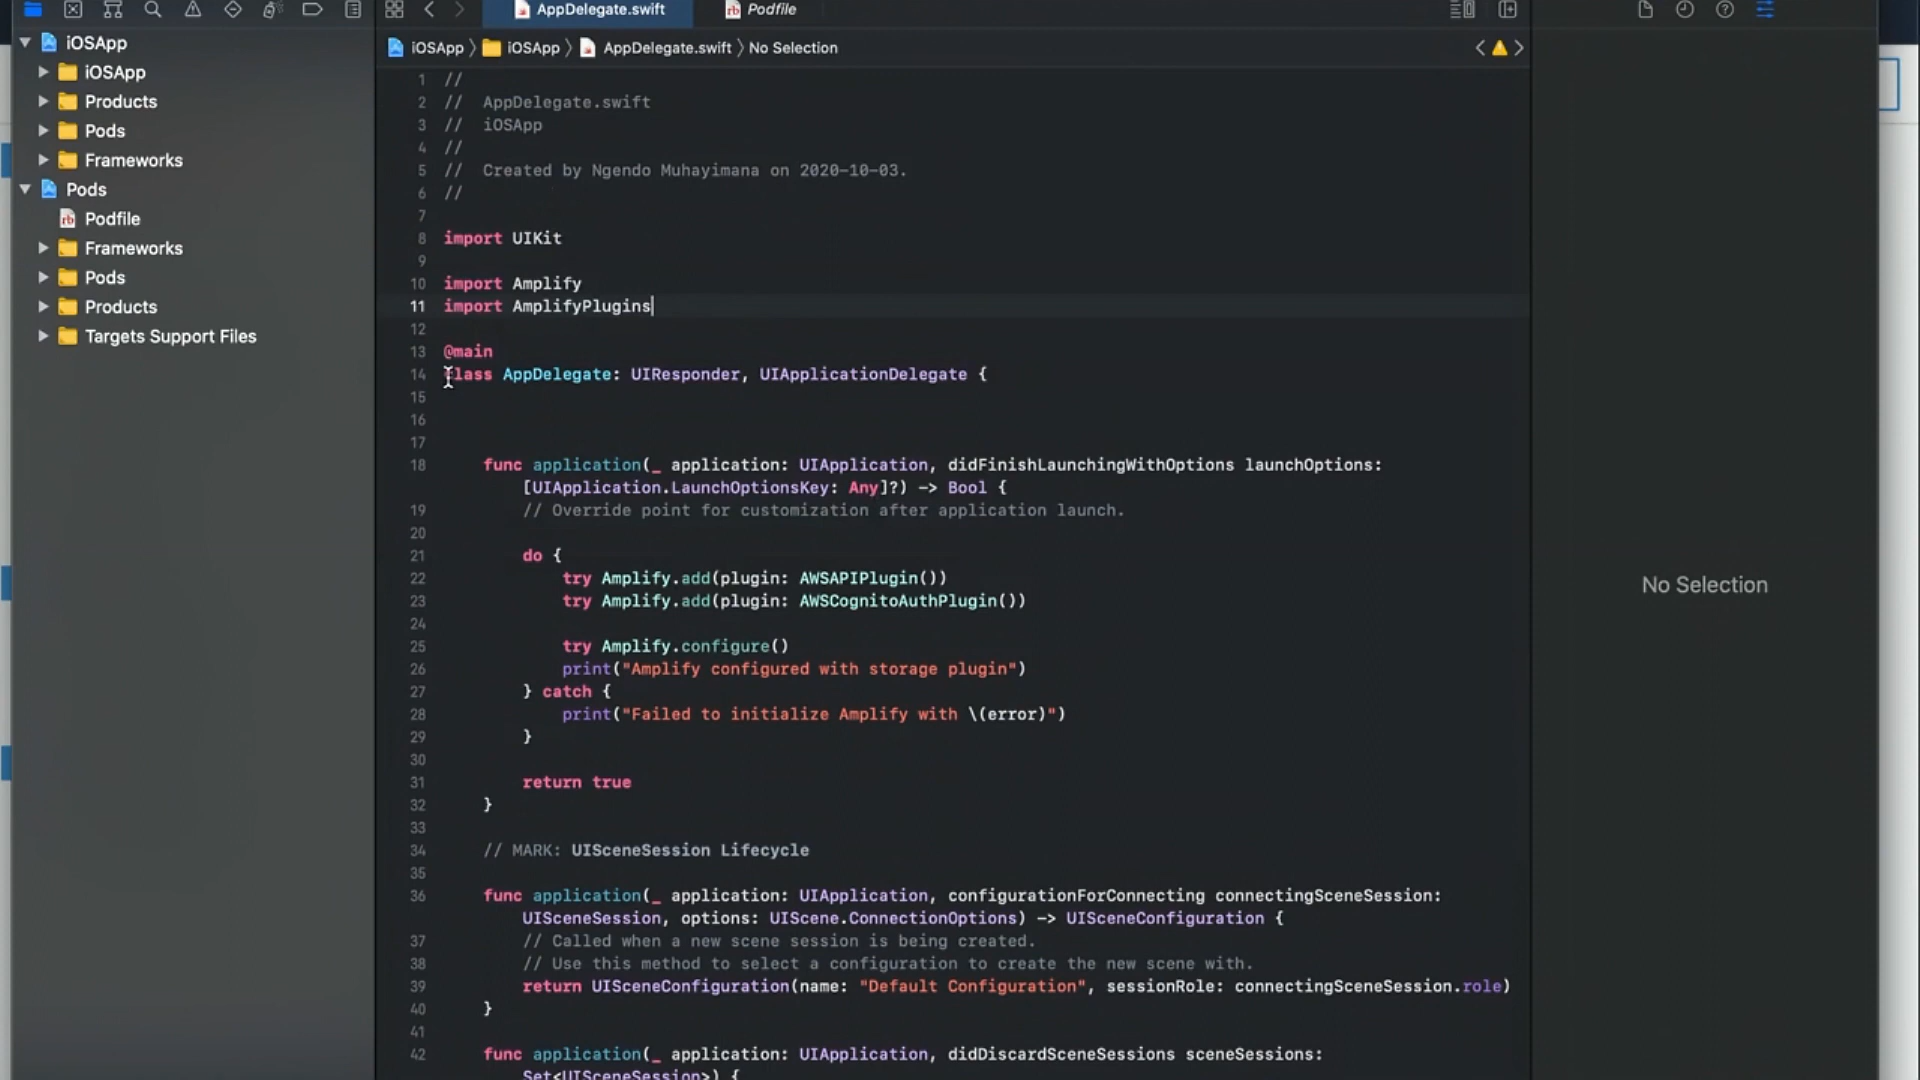 AppDelegate.swift
Podfile
iOSApp
iOSApp
Products
Pods
Frameworks
Pods
Podfile
Frameworks
Pods
Products
Targets Support Files
iOSApp
iOSApp
AppDelegate.swift
No Selection
1 //
2 //  AppDelegate.swift
3 //  iOSApp
4 //
5 //  Created by Ngendo Muhayimana on 2020-10-03.
6 //
7
8 import UIKit
9
10 import Amplify
11 import AmplifyPlugins
12
13 @main
14 class AppDelegate: UIResponder, UIApplicationDelegate {
15
16
17
18     func application(_ application: UIApplication, didFinishLaunchingWithOptions launchOptions:
[UIApplication.LaunchOptionsKey: Any]?) -> Bool {
19         // Override point for customization after application launch.
20
21         do {
22             try Amplify.add(plugin: AWSAPIPlugin())
23             try Amplify.add(plugin: AWSCognitoAuthPlugin())
24
25             try Amplify.configure()
26             print("Amplify configured with storage plugin")
27         } catch {
28             print("Failed to initialize Amplify with \(error)")
29         }
30
31         return true
32     }
33
34     // MARK: UISceneSession Lifecycle
35
36     func application(_ application: UIApplication, configurationForConnecting connectingSceneSession:
UISceneSession, options: UIScene.ConnectionOptions) -> UISceneConfiguration {
37         // Called when a new scene session is being created.
38         // Use this method to select a configuration to create the new scene with.
39         return UISceneConfiguration(name: "Default Configuration", sessionRole: connectingSceneSession.role)
40     }
41
42     func application(_ application: UIApplication, didDiscardSceneSessions sceneSessions:
Set<UISceneSession>) {
No Selection